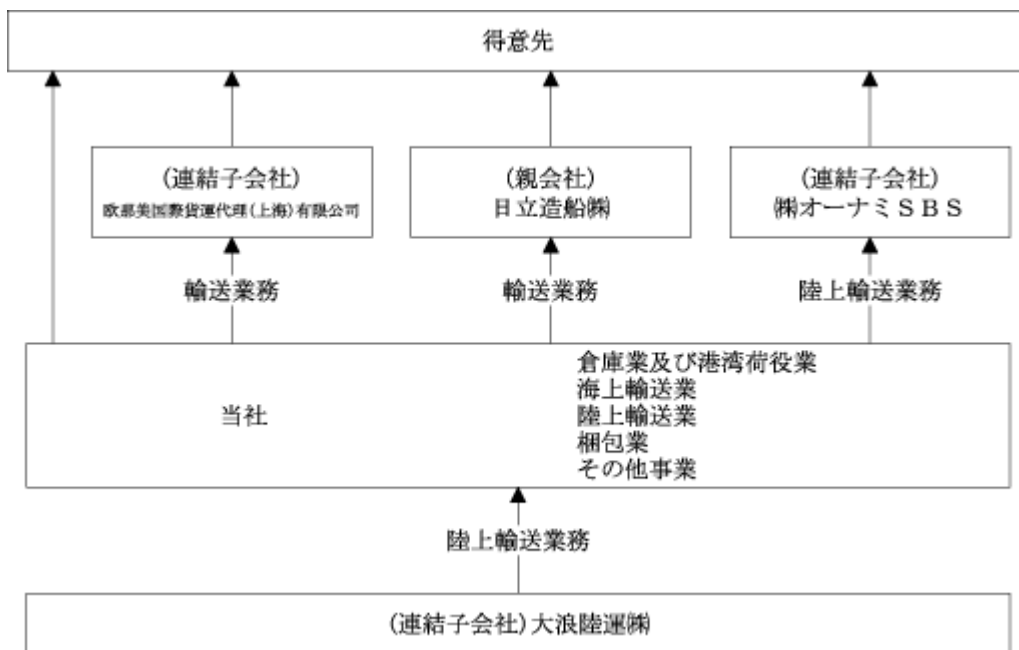 得意先
(連結子会社)
欧那美国際貨運代理(上海)有限公司
(親会社)
日立造船㈱
(連結子会社)
㈱オーナミＳＢＳ
輸送業務
輸送業務
陸上輸送業務
当社
倉庫業及び港湾荷役業
海上輸送業
陸上輸送業
梱包業
その他事業
陸上輸送業務
(連結子会社)大浪陸運㈱